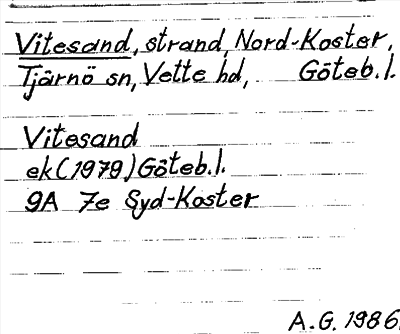 Vitesand, strand, Nord-Koster,
Tjärnö sn, Vette hd, Göteb.l.
Vitesand
ek(1979) Göteb.l.
9A 7e Syd-Koster
A.G. 1986.